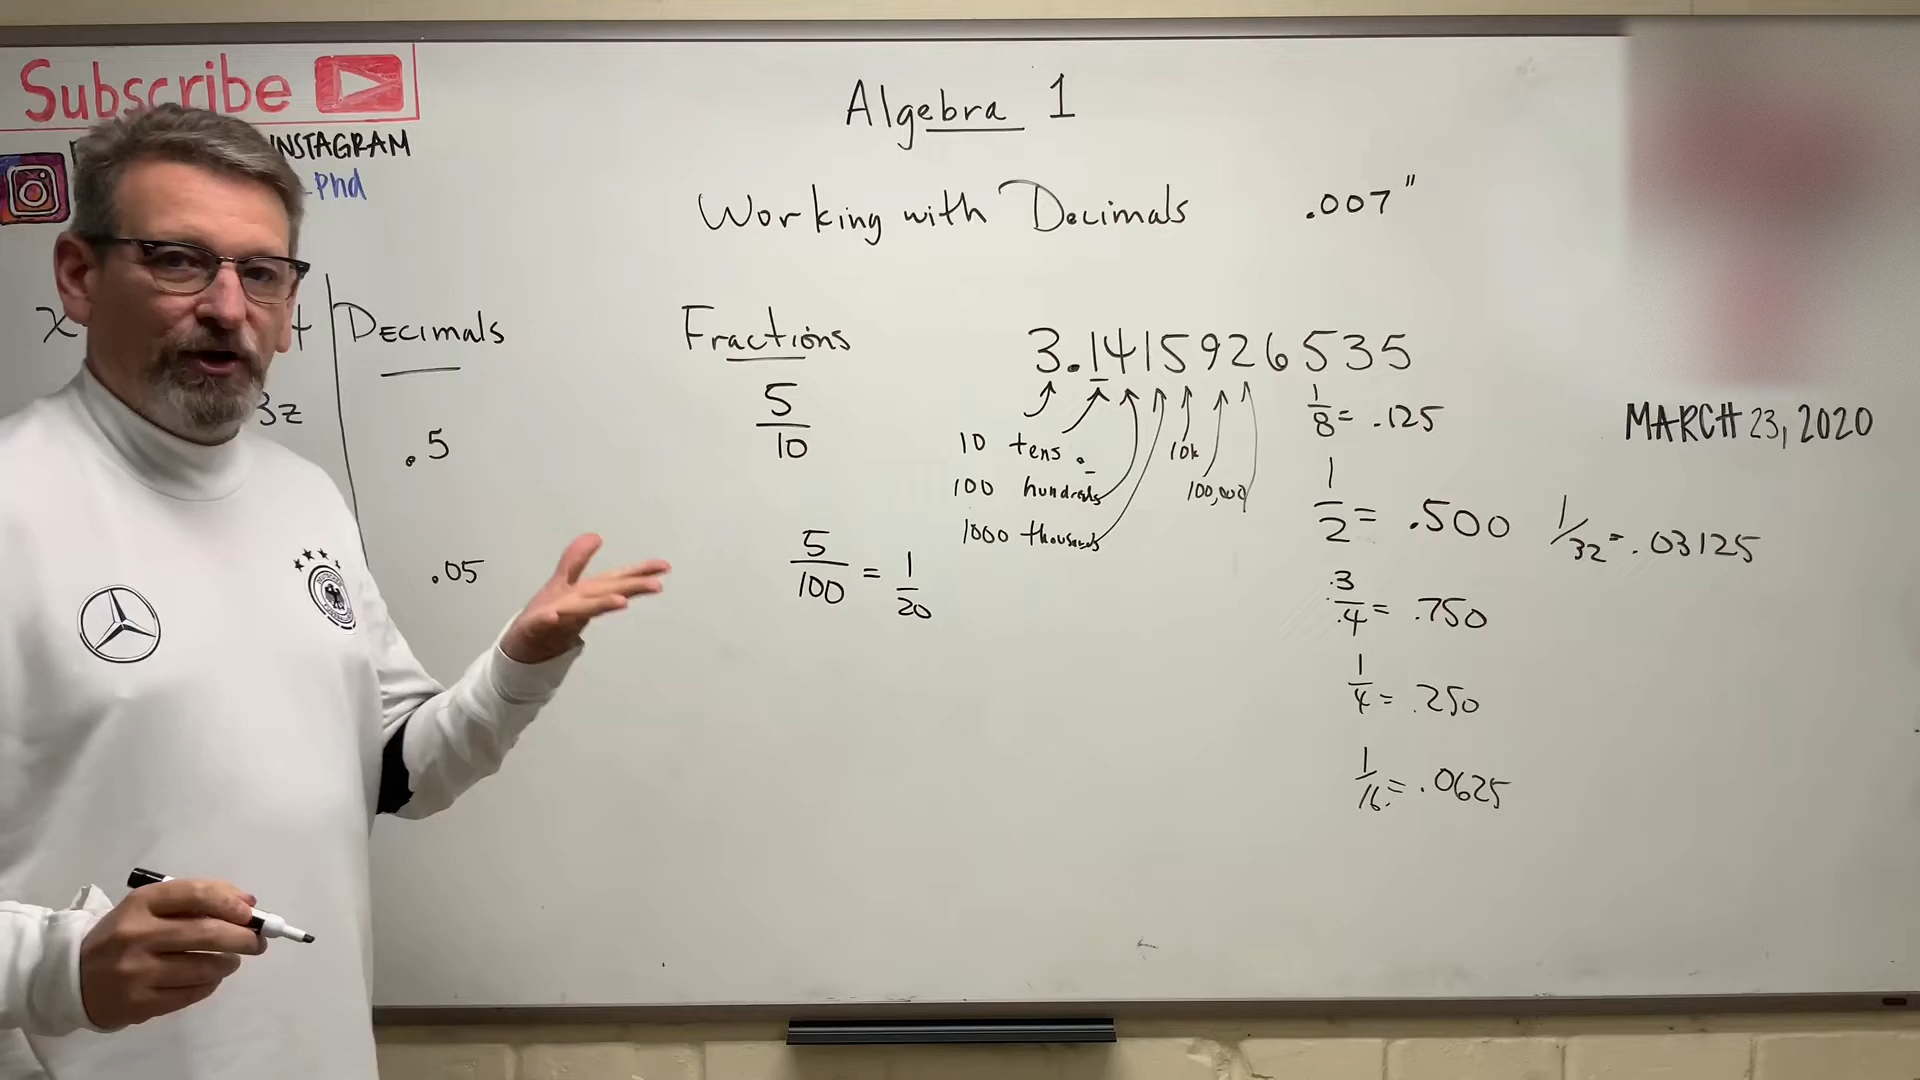 Subscribe
INSTAGRAM
phd
Algebra 1
Working with Decimals
.007"
Decimals
.5
.05
3z
Fractions
5/10
5/100 = 1/20
3.141592653 5
10 tens .
100 hundreds
1000 thousands
10k
100,000
1/8 = .125
1/2 = .500
3/4 = .750
1/4 = .250
1/16 = .0625
1/32 = .03125
MARCH 23, 2020